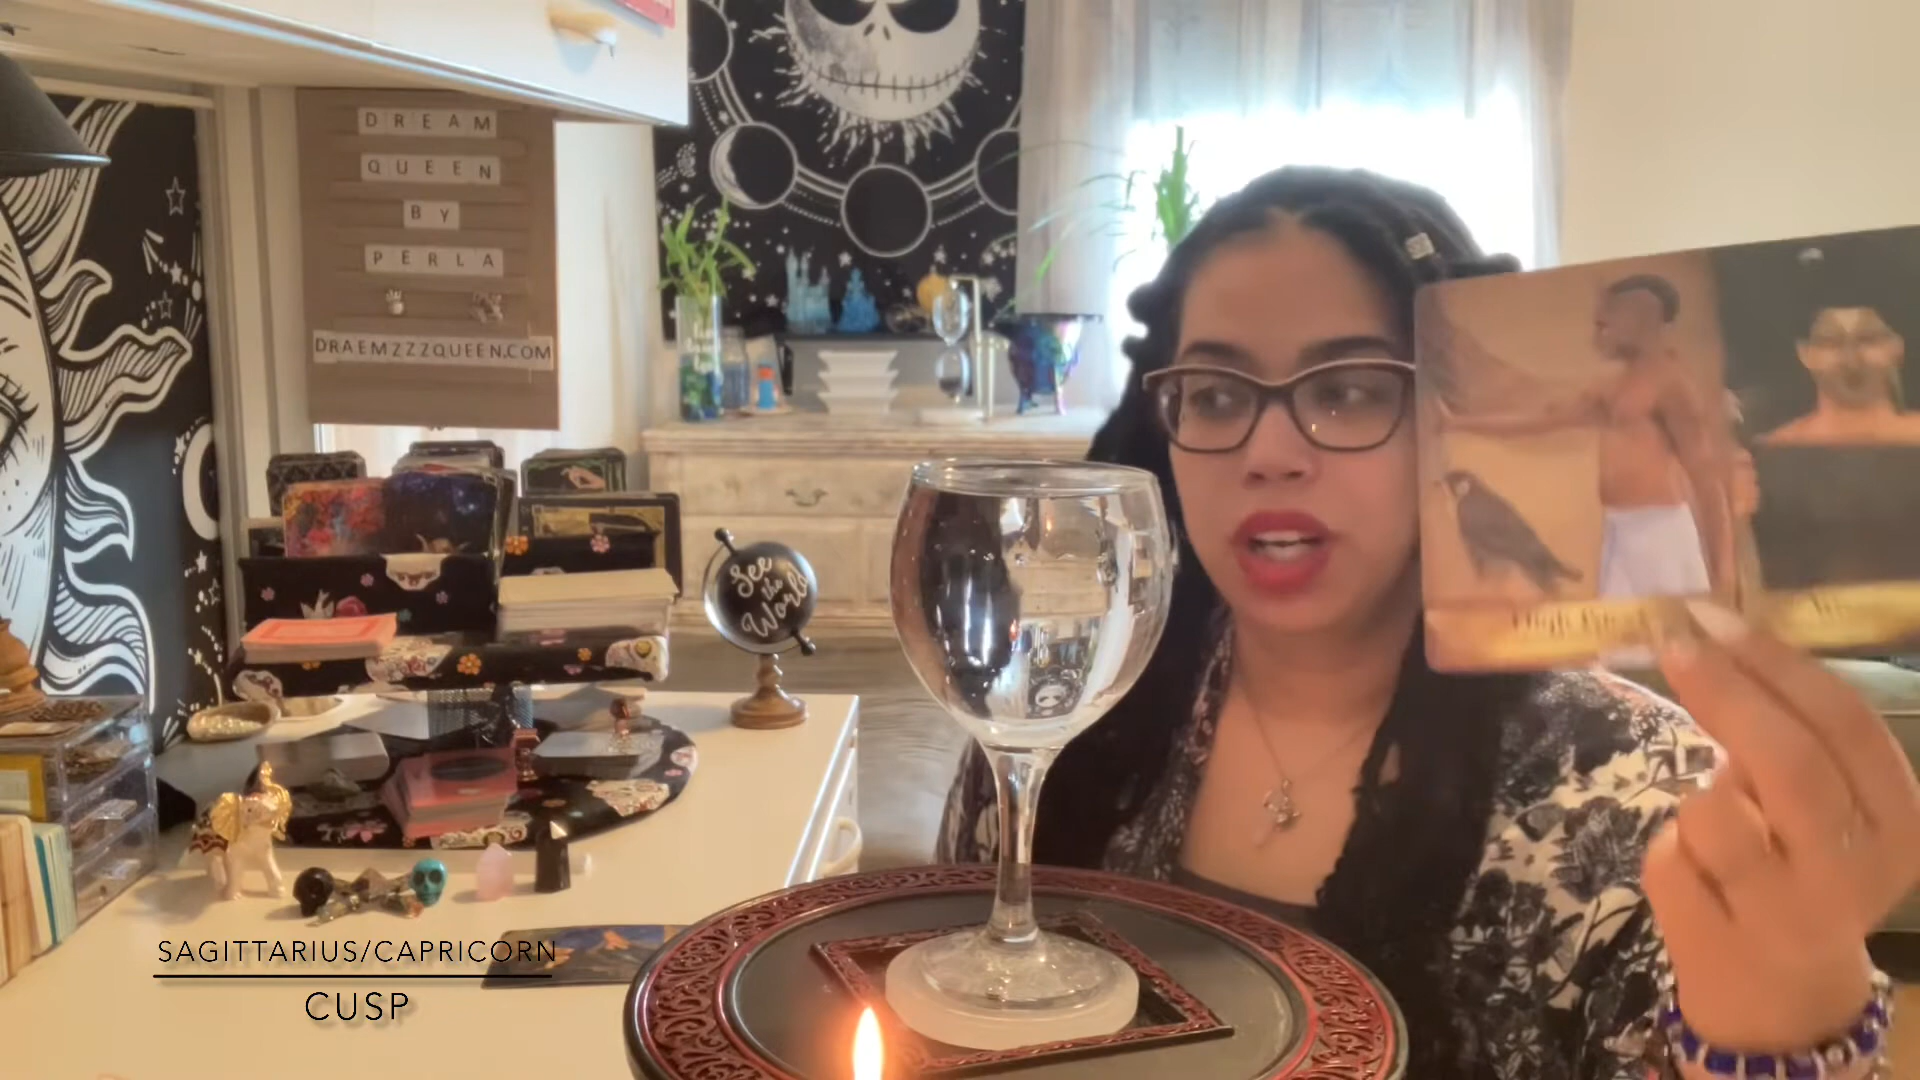 DREAM
QUEEN
BY
PERLA
DRAEMZZZQUEEN.COM
See
the
World
SAGITTARIUS/CAPRICORN
CUSP